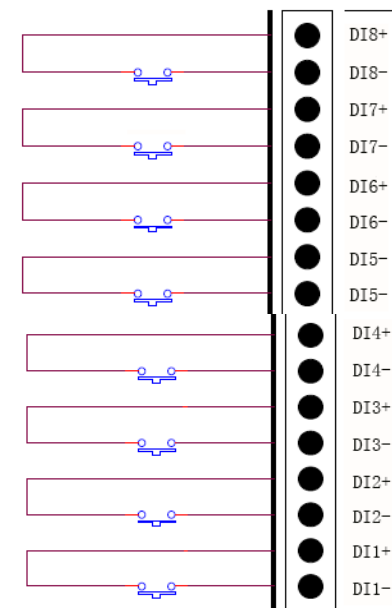 DI8+
DI8-
DI7+
DI7-
DI6+
DI6-
DI5-
DI5-
DI4+
DI4-
DI3+
DI3-
DI2+
DI2-
DI1+
DI1-